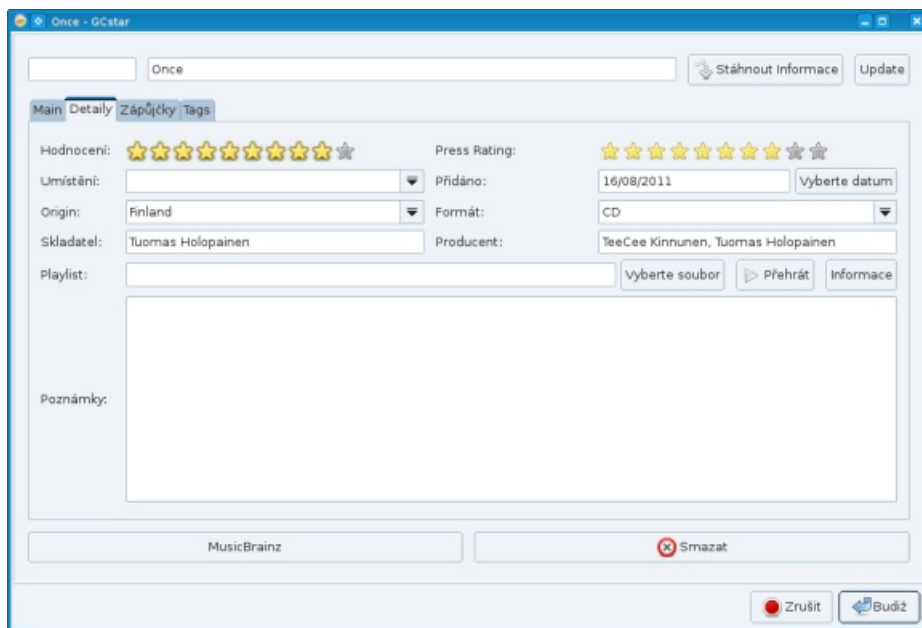 Once - GCstar
Once Stáhnout Informace Update
Main Detaily Zápůjčky Tags
Hodnocení: Press Rating:
Umístění: Přidáno: 16/08/2011 Vyberte datum
Origin: Finland Formát: CD
Skladatel: Tuomas Holopainen Producent: TeeCee Kinnunen, Tuomas Holopainen
Playlist: Vyberte soubor Přehrát Informace
Poznámky:
MusicBrainz Smazat
Zrušit Budiž